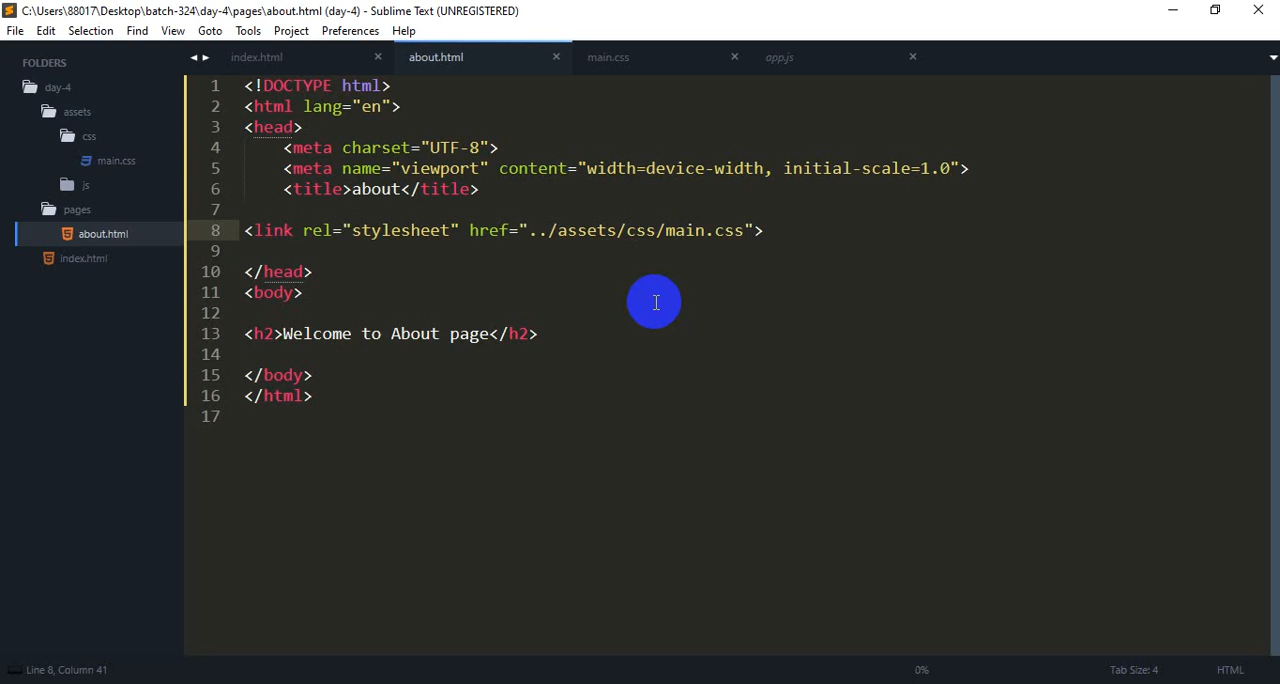 C:\Users\88017\Desktop\batch-324\day-4\pages\about.html (day-4) - Sublime Text (UNREGISTERED)
File Edit Selection Find View Goto Tools Project Preferences Help
FOLDERS
day-4
assets
css
main.css
js
pages
about.html
index.html
index.html about.html main.css app.js
1 <!DOCTYPE html>
2 <html lang="en">
3 <head>
4 <meta charset="UTF-8">
5 <meta name="viewport" content="width=device-width, initial-scale=1.0">
6 <title>about</title>
7
8 <link rel="stylesheet" href="../assets/css/main.css">
9
10 </head>
11 <body>
12
13 <h2>Welcome to About page</h2>
14
15 </body>
16 </html>
17
Line 8, Column 41 0% Tab Size: 4 HTML